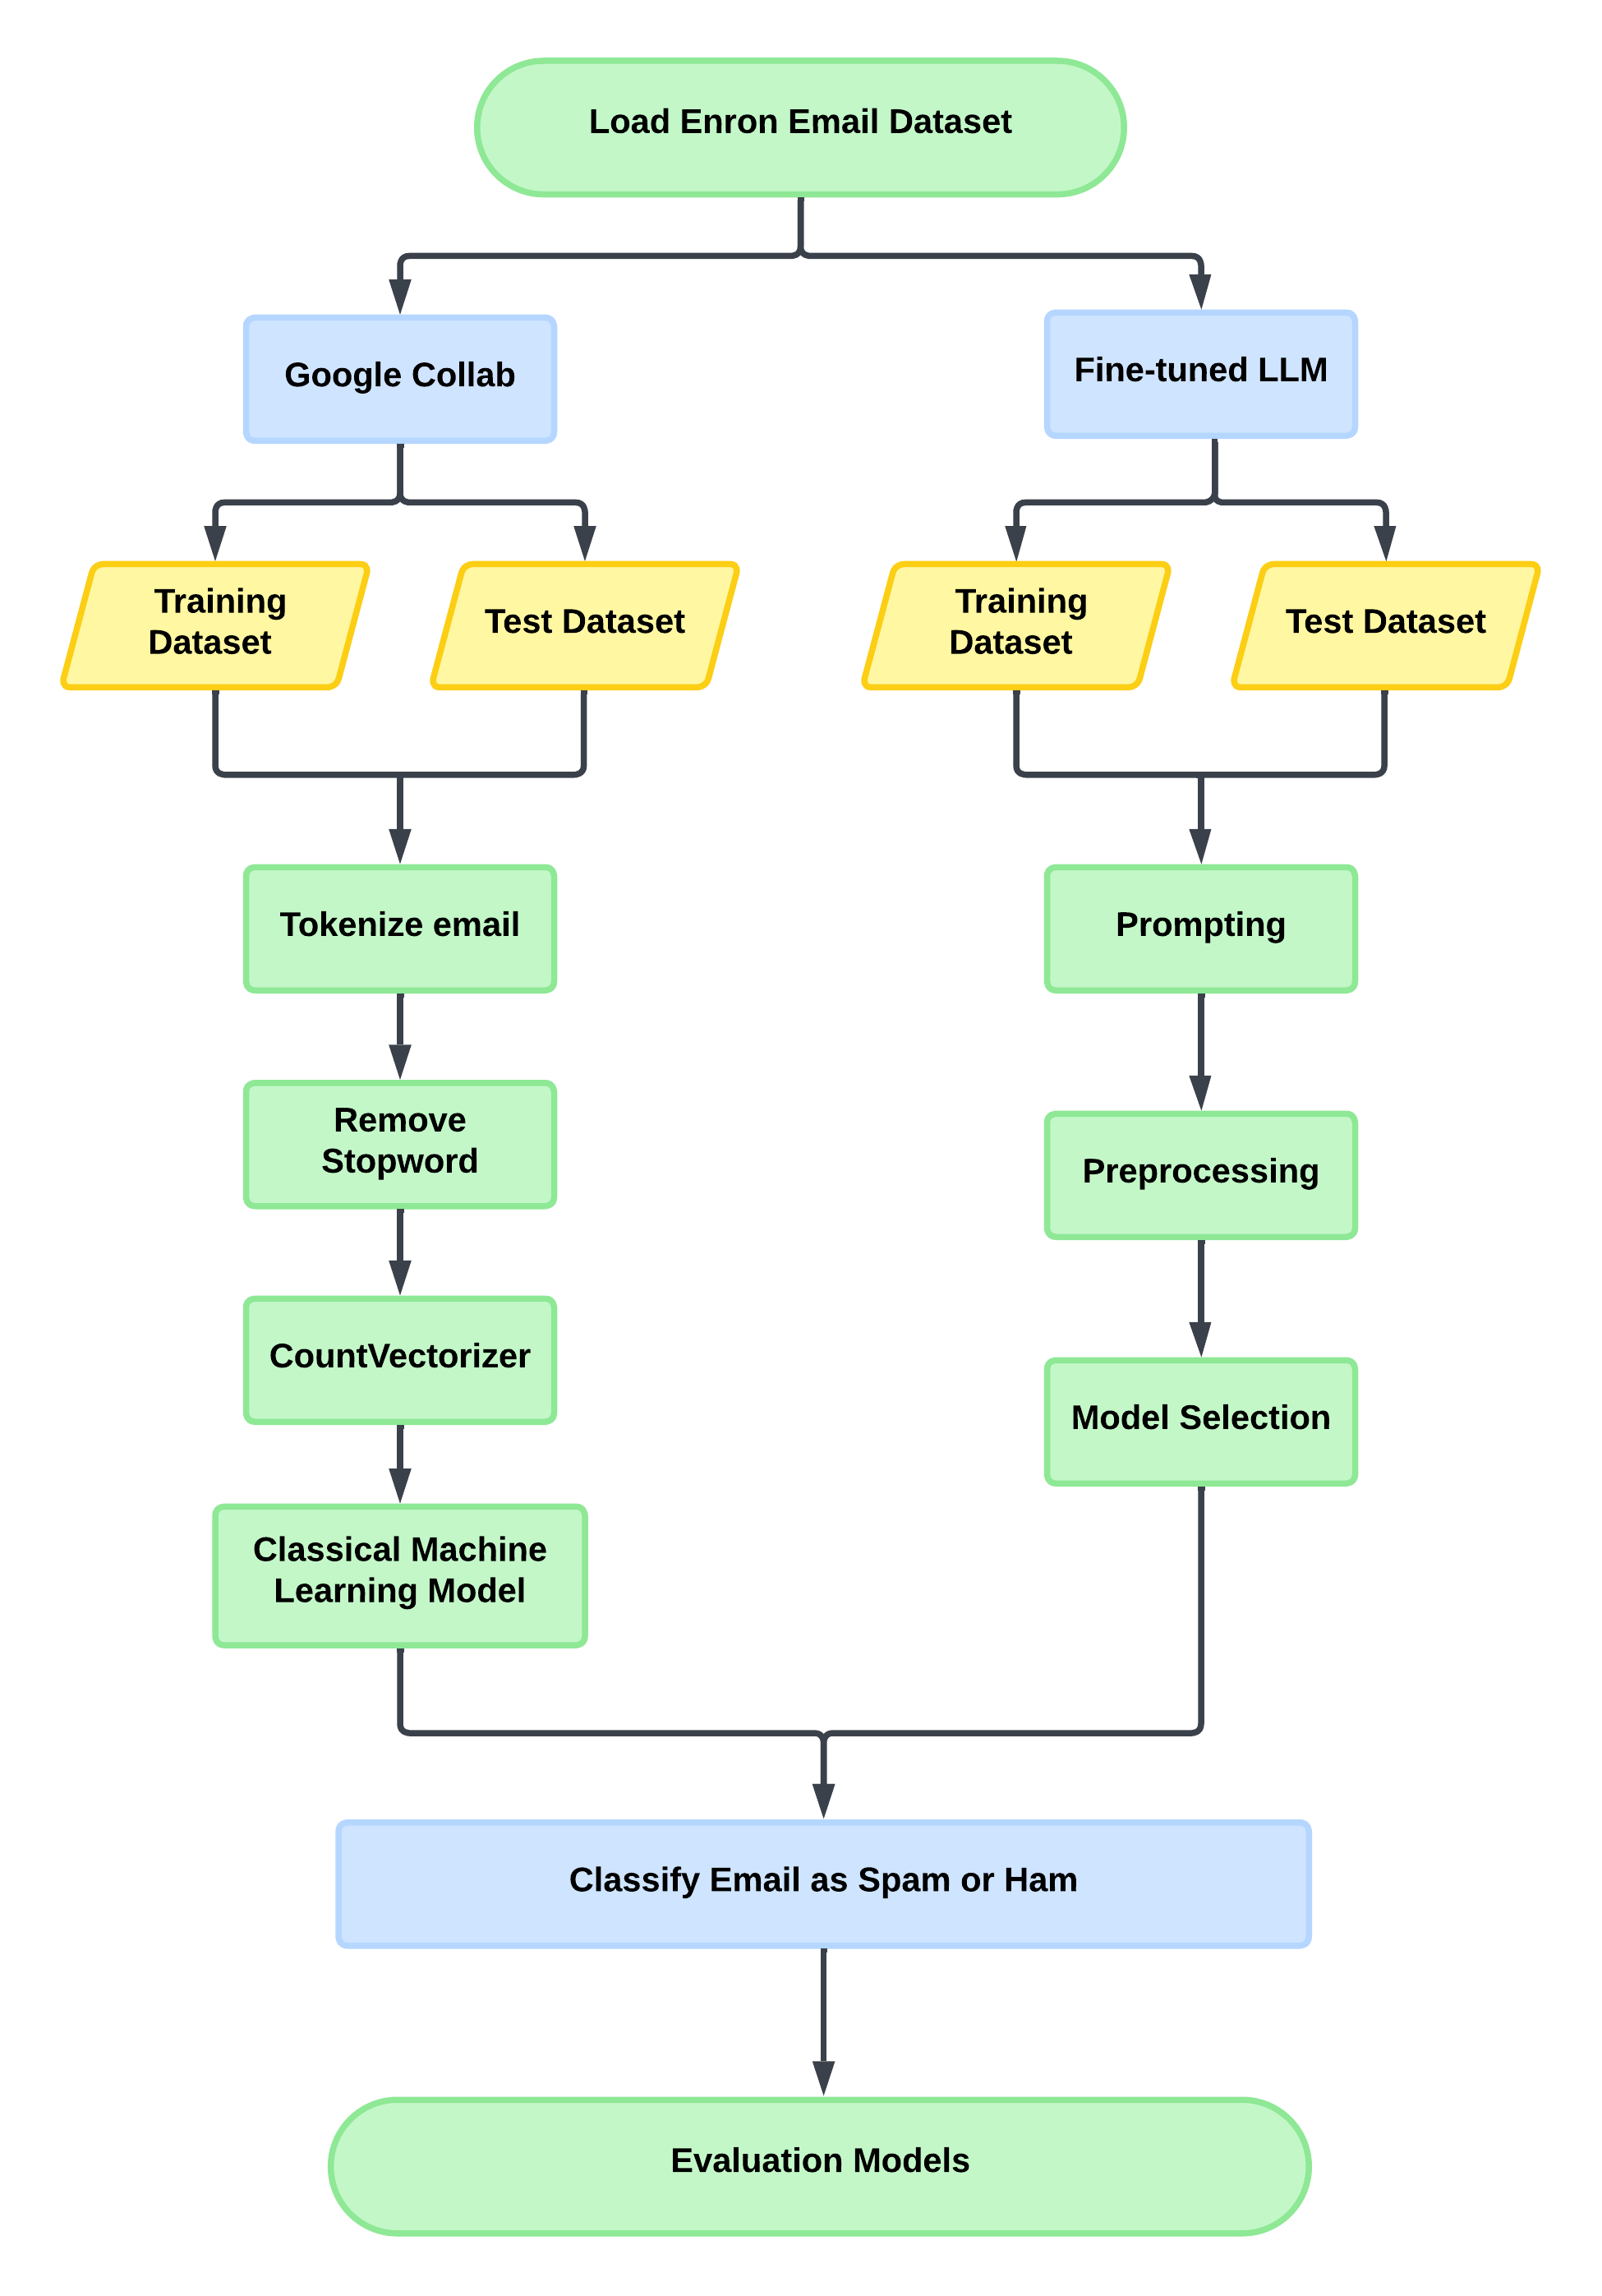 Load Enron Email Dataset
Google Collab
Fine-tuned LLM
Training
Dataset
Test Dataset
Training
Dataset
Test Dataset
Tokenize email
Prompting
Remove
Stopword
Preprocessing
CountVectorizer
Model Selection
Classical Machine
Learning Model
Classify Email as Spam or Ham
Evaluation Models